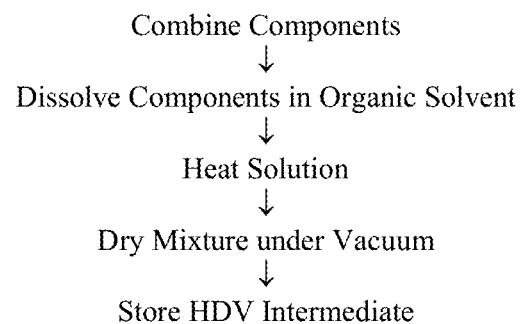 Combine Components
↓
Dissolve Components in Organic Solvent
↓
Heat Solution
↓
Dry Mixture under Vacuum
↓
Store HDV Intermediate